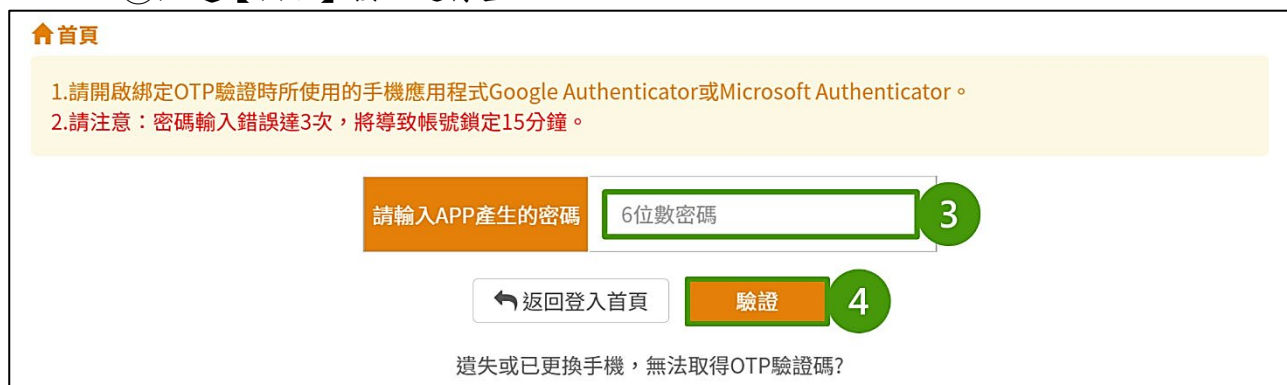 首頁
1.請開啟綁定OTP驗證時所使用的手機應用程式Google Authenticator或Microsoft Authenticator。
2.請注意：密碼輸入錯誤達3次，將導致帳號鎖定15分鐘。
請輸入APP產生的密碼 6位數密碼 3
返回登入首頁 驗證 4
遺失或已更換手機，無法取得OTP驗證碼?